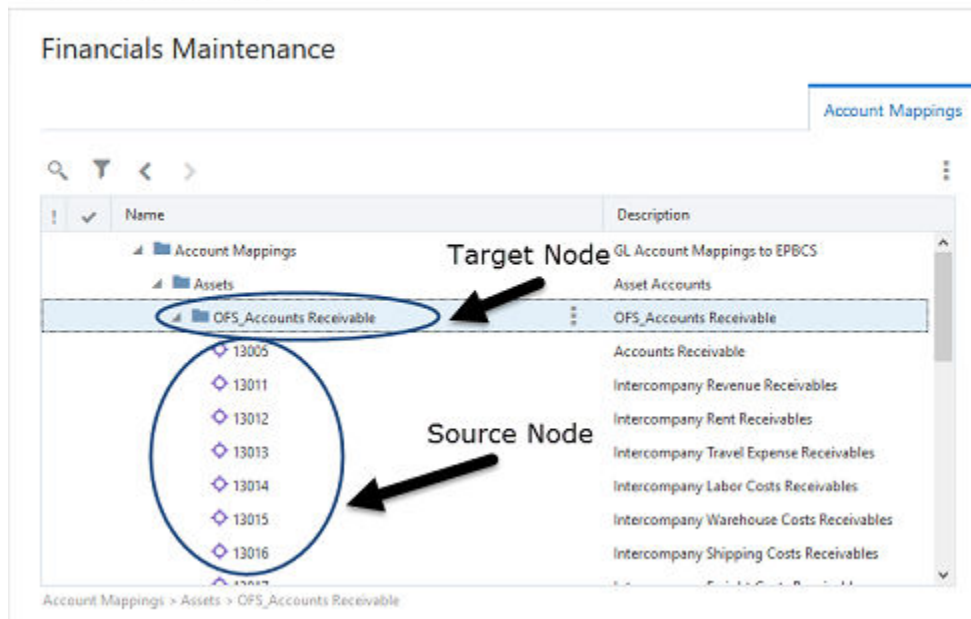 Financials Maintenance
Account Mappings
! Name Description
Account Mappings GL Account Mappings to EPBCS
Target Node
Assets Asset Accounts
OFS_Accounts Receivable OFS_Accounts Receivable
13005 Accounts Receivable
13011 Intercompany Revenue Receivables
13012 Intercompany Rent Receivables
Source Node
13013 Intercompany Travel Expense Receivables
13014 Intercompany Labor Costs Receivables
13015 Intercompany Warehouse Costs Receivables
13016 Intercompany Shipping Costs Receivables
Account Mappings > Assets > OFS_Accounts Receivable